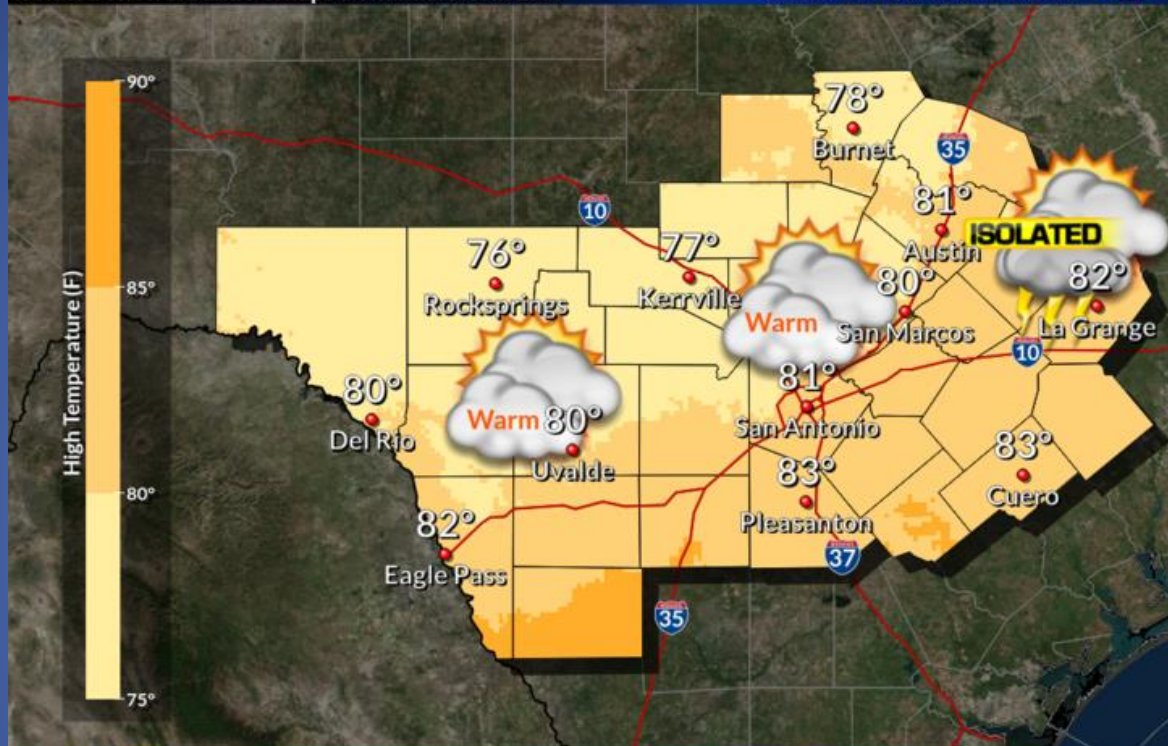 90°
85°
80°
75°
High Temperature (F)
78°
Burnet
35
81°
Austin
ISOLATED
10
76°
Rocksprings
77°
Kerrville
80°
San Marcos
82°
La Grange
Warm
10
80°
Del Rio
Warm
80°
Uvalde
81°
San Antonio
83°
Pleasanton
83°
Cuero
82°
Eagle Pass
37
35